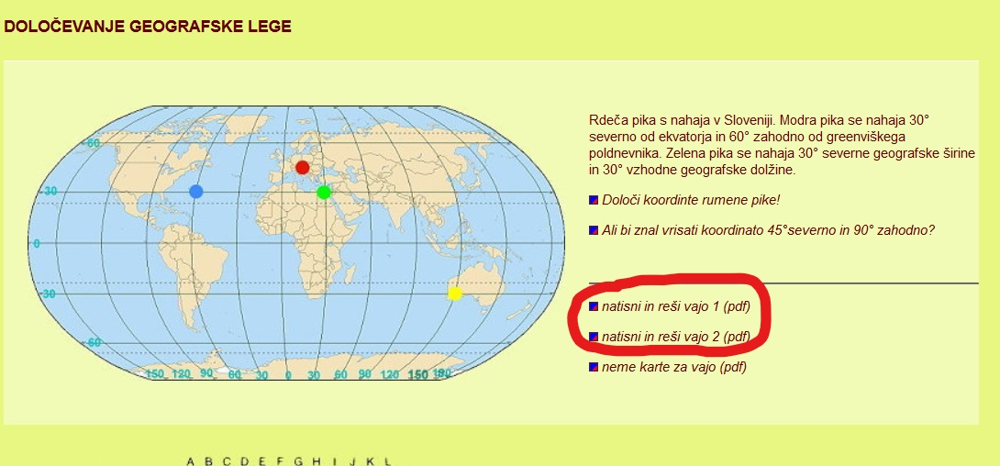 DOLOČEVANJE GEOGRAFSKE LEGE
Rdeča pika s nahaja v Sloveniji. Modra pika se nahaja 30°
severno od ekvatorja in 60° zahodno od greenviškega
poldnevnika. Zelena pika se nahaja 30° severne geografske širine
in 30° vzhodne geografske dolžine.
Določi koordinte rumene pike!
Ali bi znal vrisati koordinato 45°severno in 90° zahodno?
natisni in reši vajo 1 (pdf)
natisni in reši vajo 2 (pdf)
neme karte za vajo (pdf)
60
30
0
30
60
150 120 90 60 30 0 30 60 90 120 150 180
A B C D E F G H I J K L